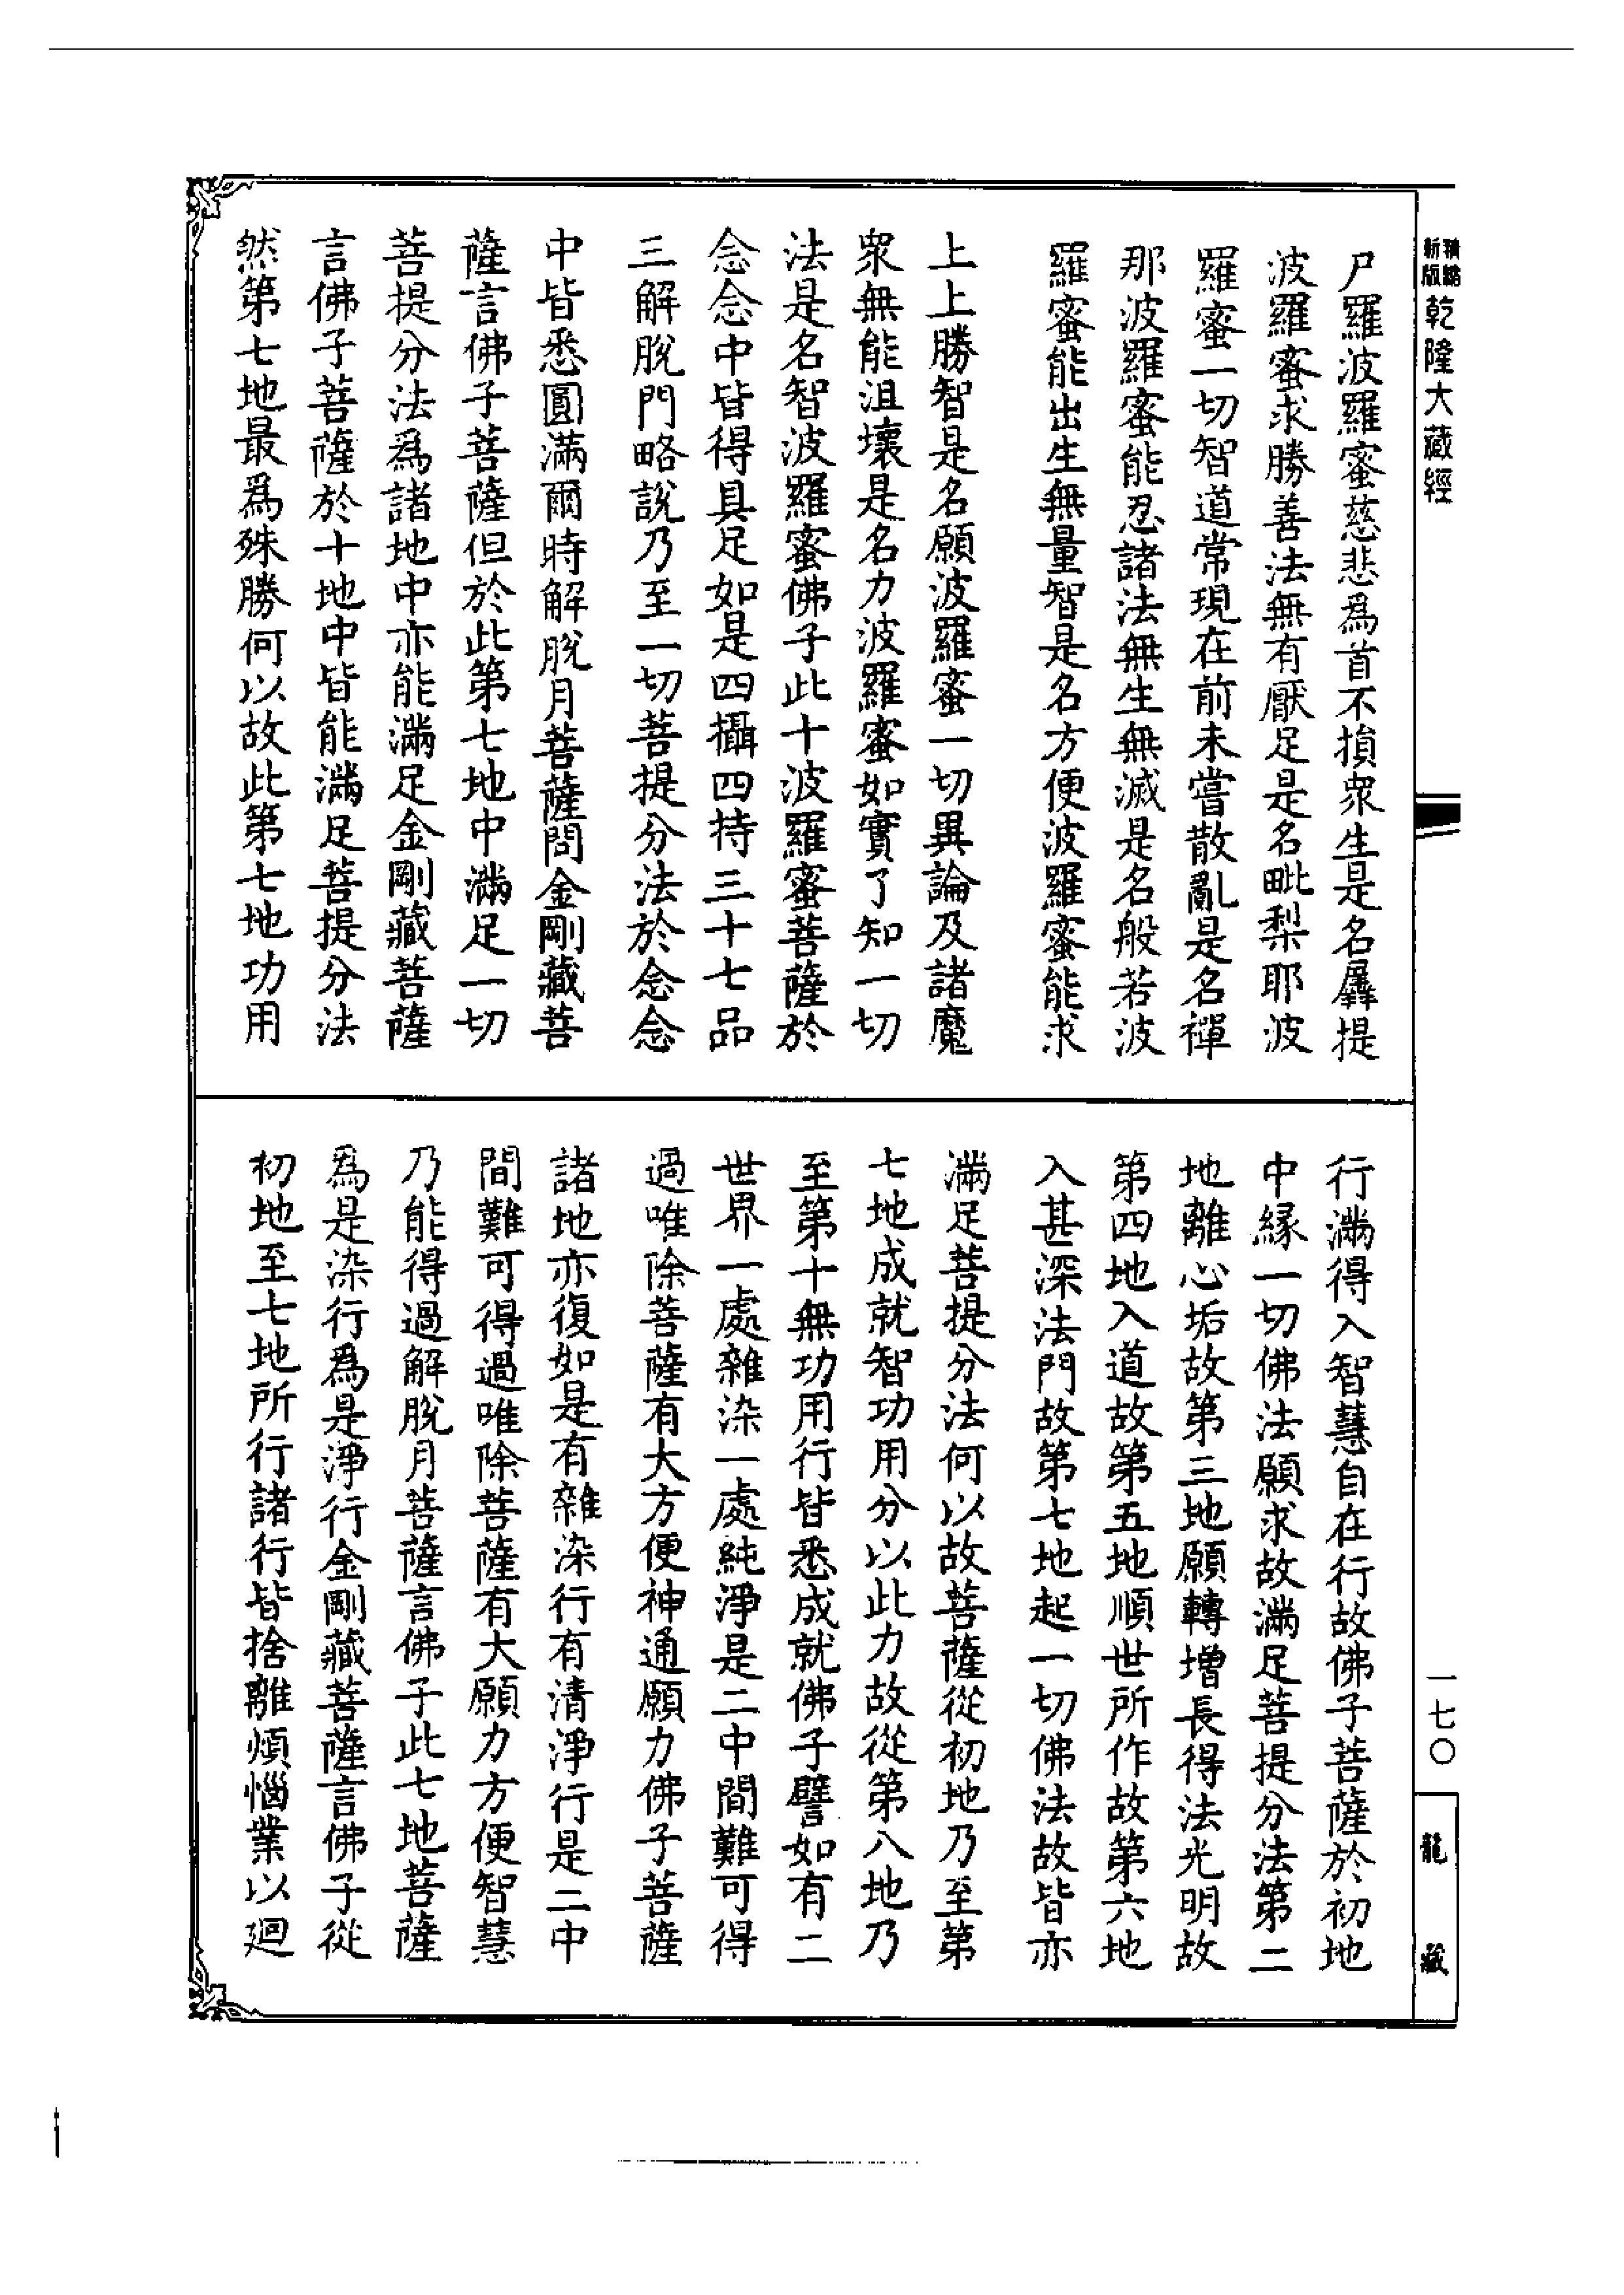 新版
精縮
乾隆大藏經
一七〇
龍藏
尸羅波羅蜜慈悲為首不損衆生是名羼提
波羅蜜求勝善法無有厭足是名毗梨耶波
羅蜜一切智道常現在前未嘗散亂是名禪
那波羅蜜能忍諸法無生無滅是名般若波
羅蜜能出生無量智是名方便波羅蜜能求
上上勝智是名願波羅蜜一切異論及諸魔
衆無能沮壞是名力波羅蜜如實了知一切
法是名智波羅蜜佛子此十波羅蜜菩薩於
念念中皆得具足如是四攝四持三十七品
三解脫門略說乃至一切菩提分法於念念
中皆悉圓滿爾時解脫月菩薩問金剛藏菩
薩言佛子菩薩但於此第七地中滿足一切
菩提分法爲諸地中亦能滿足金剛藏菩薩
言佛子菩薩於十地中皆能滿足菩提分法
然第七地最爲殊勝何以故此第七地功用
行滿得入智慧自在行故佛子菩薩於初地
中緣一切佛法願求故滿足菩提分法第二
地離心垢故第三地願轉增長得法光明故
第四地入道故第五地順世所作故第六地
入甚深法門故第七地起一切佛法故皆亦
滿足菩提分法何以故菩薩從初地乃至第
七地成就智功用分以此力故從第八地乃
至第十無功用行皆悉成就佛子譬如有二
世界一處雜染一處純淨是二中間難可得
過唯除菩薩有大方便神通願力佛子菩薩
諸地亦復如是有雜染行有清淨行是二中
間難可得過唯除菩薩有大願力方便智慧
乃能得過解脫月菩薩言佛子此七地菩薩
爲是染行爲是淨行金剛藏菩薩言佛子從
初地至七地所行諸行皆捨離煩惱業以迴